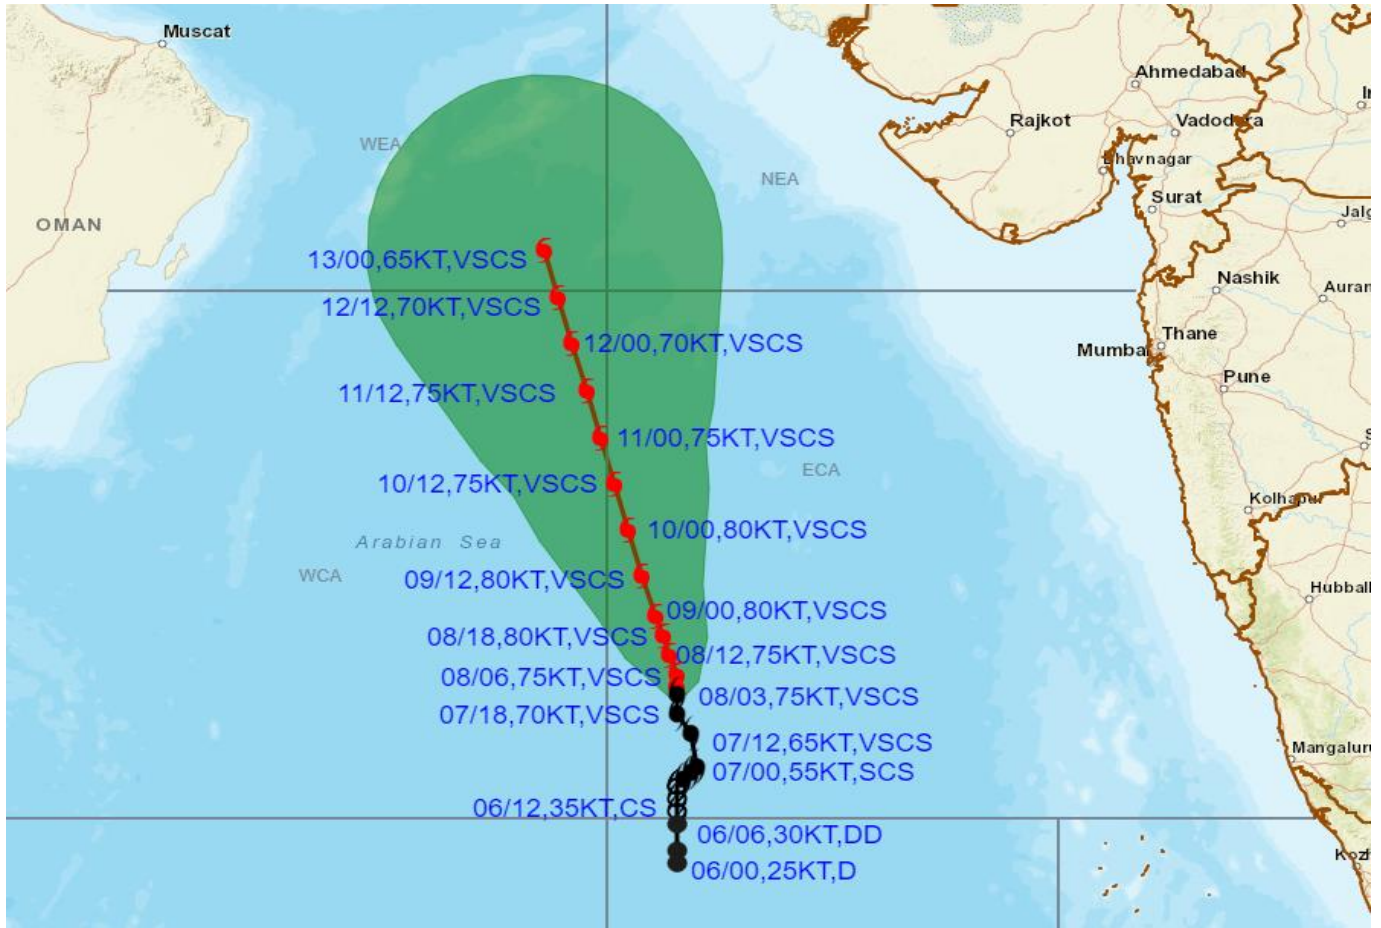 Muscat
Ahmedabad
Rajkot
Vadodara
WEA
Bhavnagar
NEA
Surat
OMAN
Jalg
13/00,65KT,VSCS
Nashik
Auran
12/12,70KT,VSCS
12/00,70KT,VSCS
Thane
Mumbai
Pune
11/12,75KT,VSCS
11/00,75KT,VSCS
ECA
10/12,75KT,VSCS
Kolhapur
10/00,80KT,VSCS
Arabian Sea
WCA
09/12,80KT,VSCS
Hubball
09/00,80KT,VSCS
08/18,80KT,VSCS
08/12,75KT,VSCS
08/06,75KT,VSCS
08/03,75KT,VSCS
07/18,70KT,VSCS
07/12,65KT,VSCS
Mangaluru
07/00,55KT,SCS
06/12,35KT,CS
06/06,30KT,DD
Kozh
06/00,25KT,D